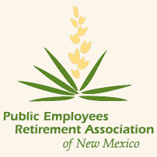 Public Employees
Retirement Association
of New Mexico